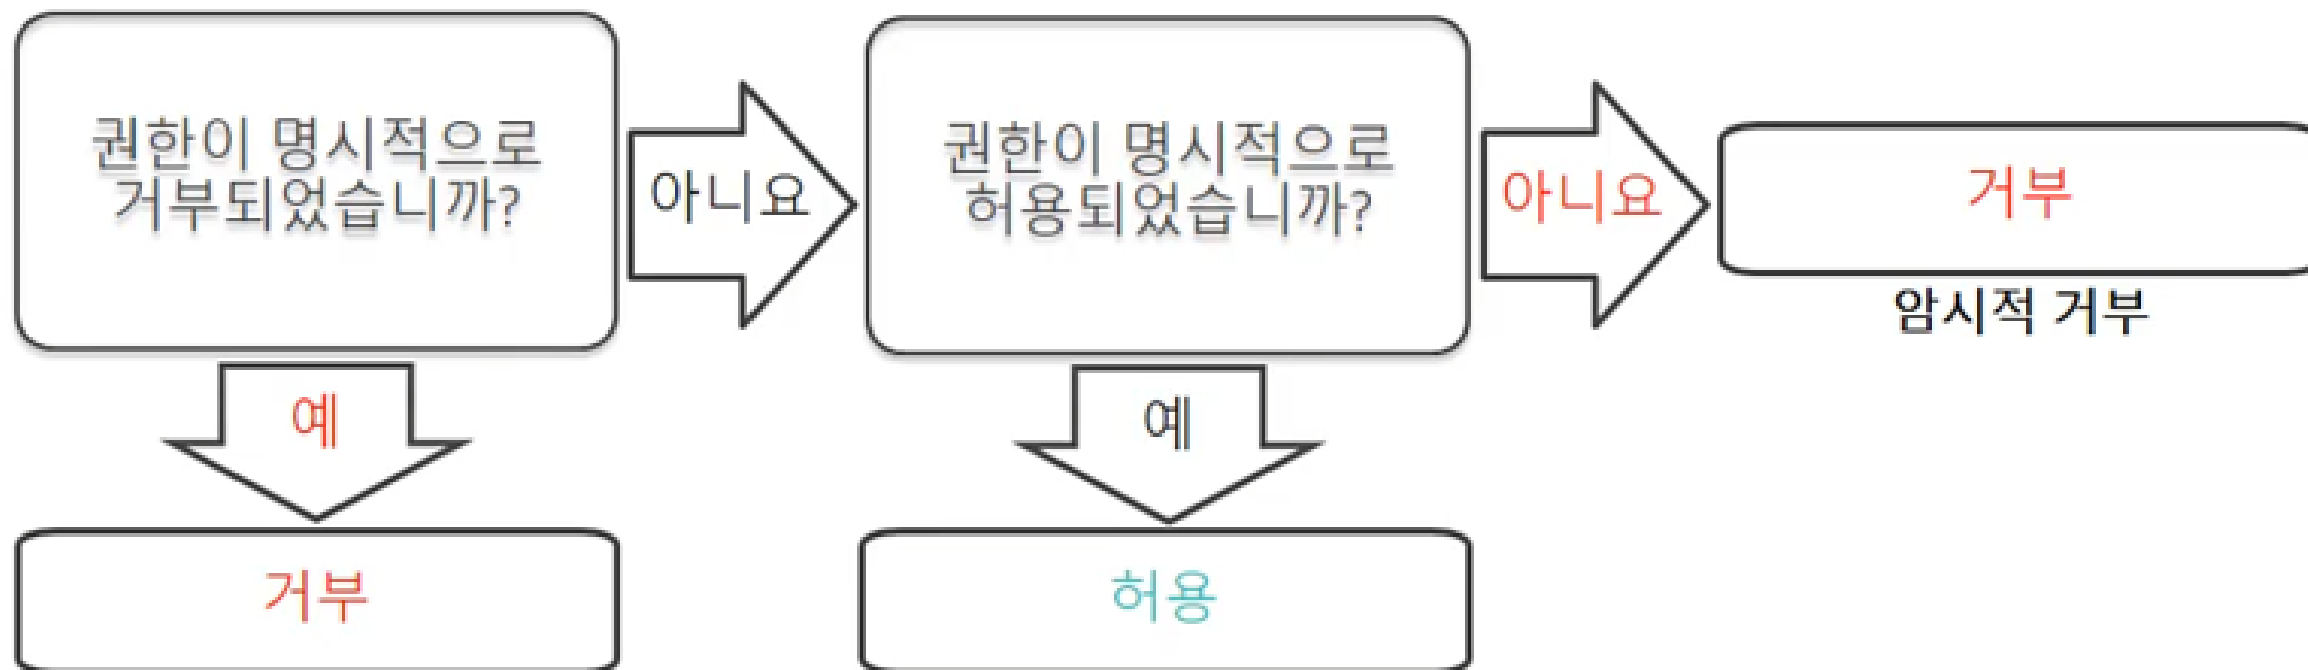 권한이 명시적으로
거부되었습니까?
아니요
권한이 명시적으로
허용되었습니까?
아니요
거부
암시적 거부
예
예
거부
허용